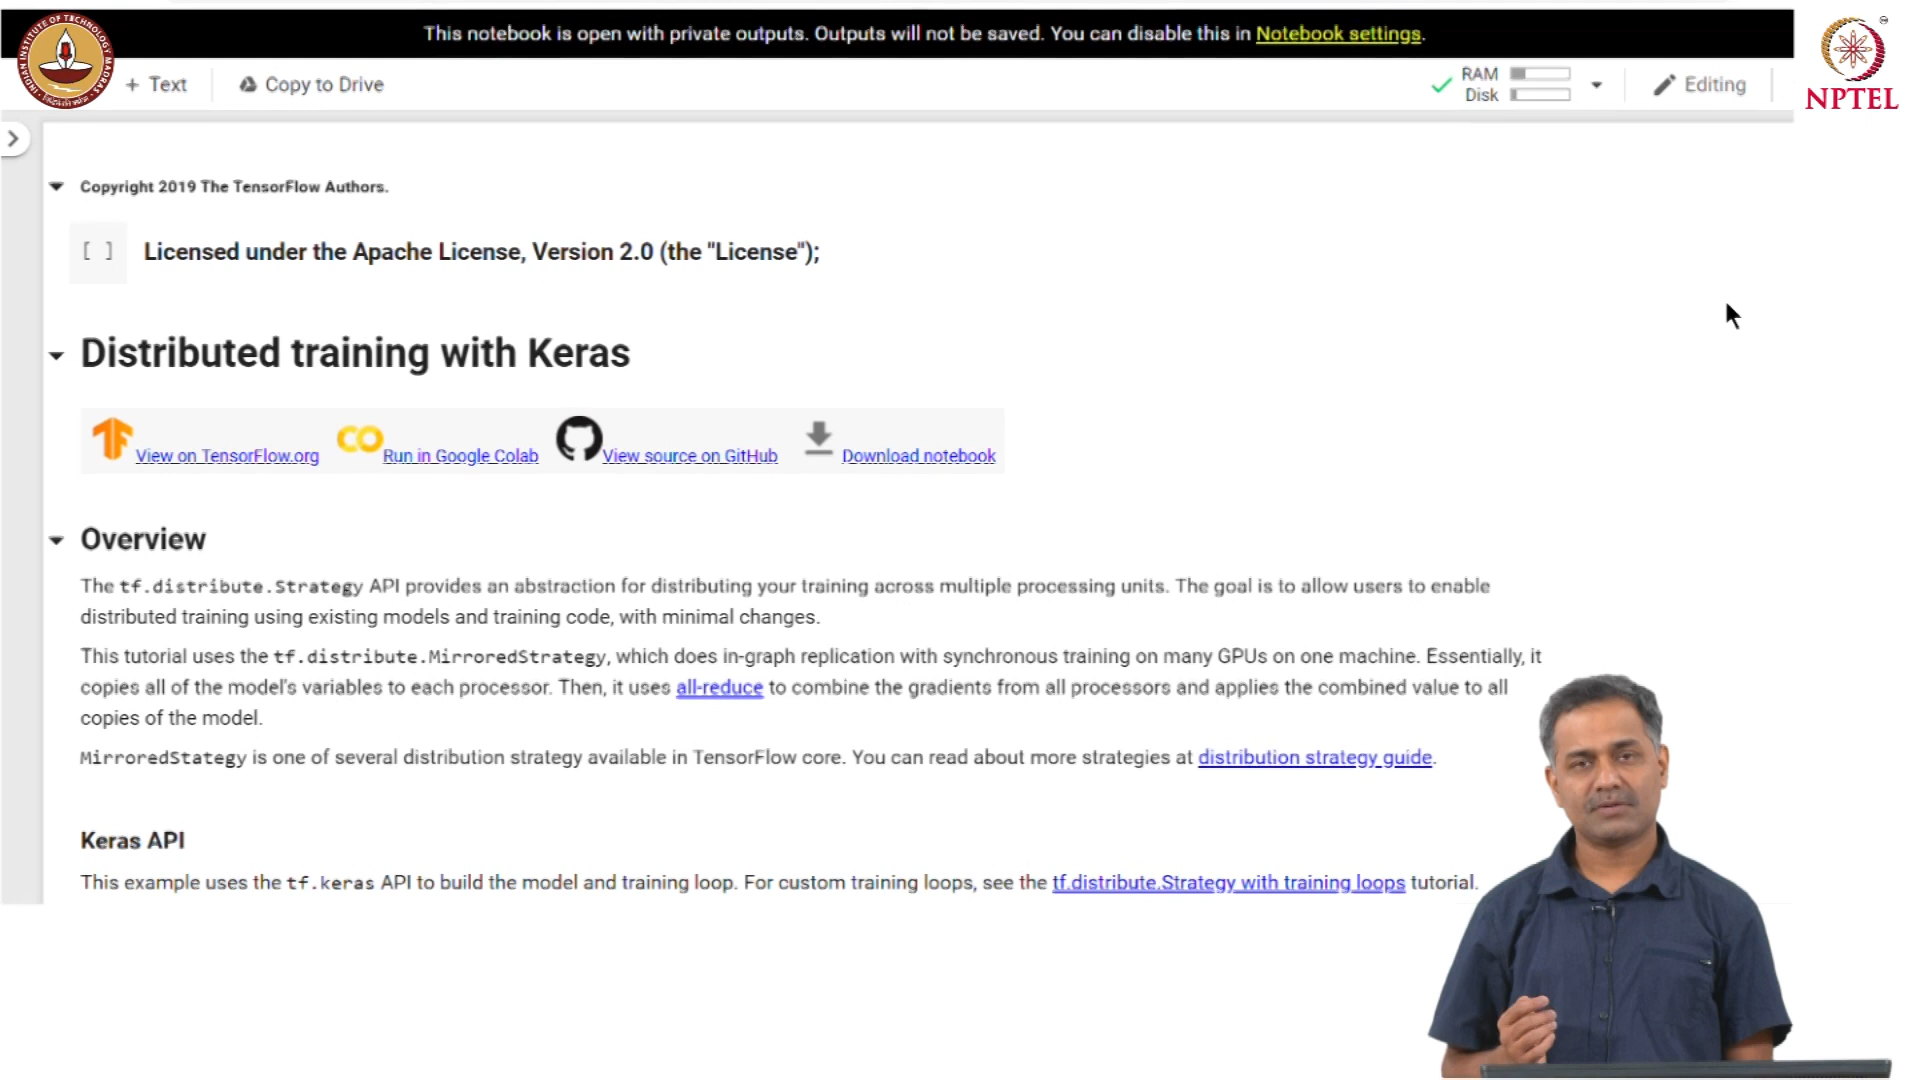 This notebook is open with private outputs. Outputs will not be saved. You can disable this in Notebook settings.
+ Text
Copy to Drive
RAM
Disk
Editing
NPTEL
Copyright 2019 The TensorFlow Authors.
[ ] Licensed under the Apache License, Version 2.0 (the "License");
Distributed training with Keras
View on TensorFlow.org
Run in Google Colab
View source on GitHub
Download notebook
Overview
The tf.distribute.Strategy API provides an abstraction for distributing your training across multiple processing units. The goal is to allow users to enable
distributed training using existing models and training code, with minimal changes.
This tutorial uses the tf.distribute.MirroredStrategy, which does in-graph replication with synchronous training on many GPUs on one machine. Essentially, it
copies all of the model's variables to each processor. Then, it uses all-reduce to combine the gradients from all processors and applies the combined value to all
copies of the model.
MirroredStategy is one of several distribution strategy available in TensorFlow core. You can read about more strategies at distribution strategy guide.
Keras API
This example uses the tf.keras API to build the model and training loop. For custom training loops, see the tf.distribute.Strategy with training loops tutorial.